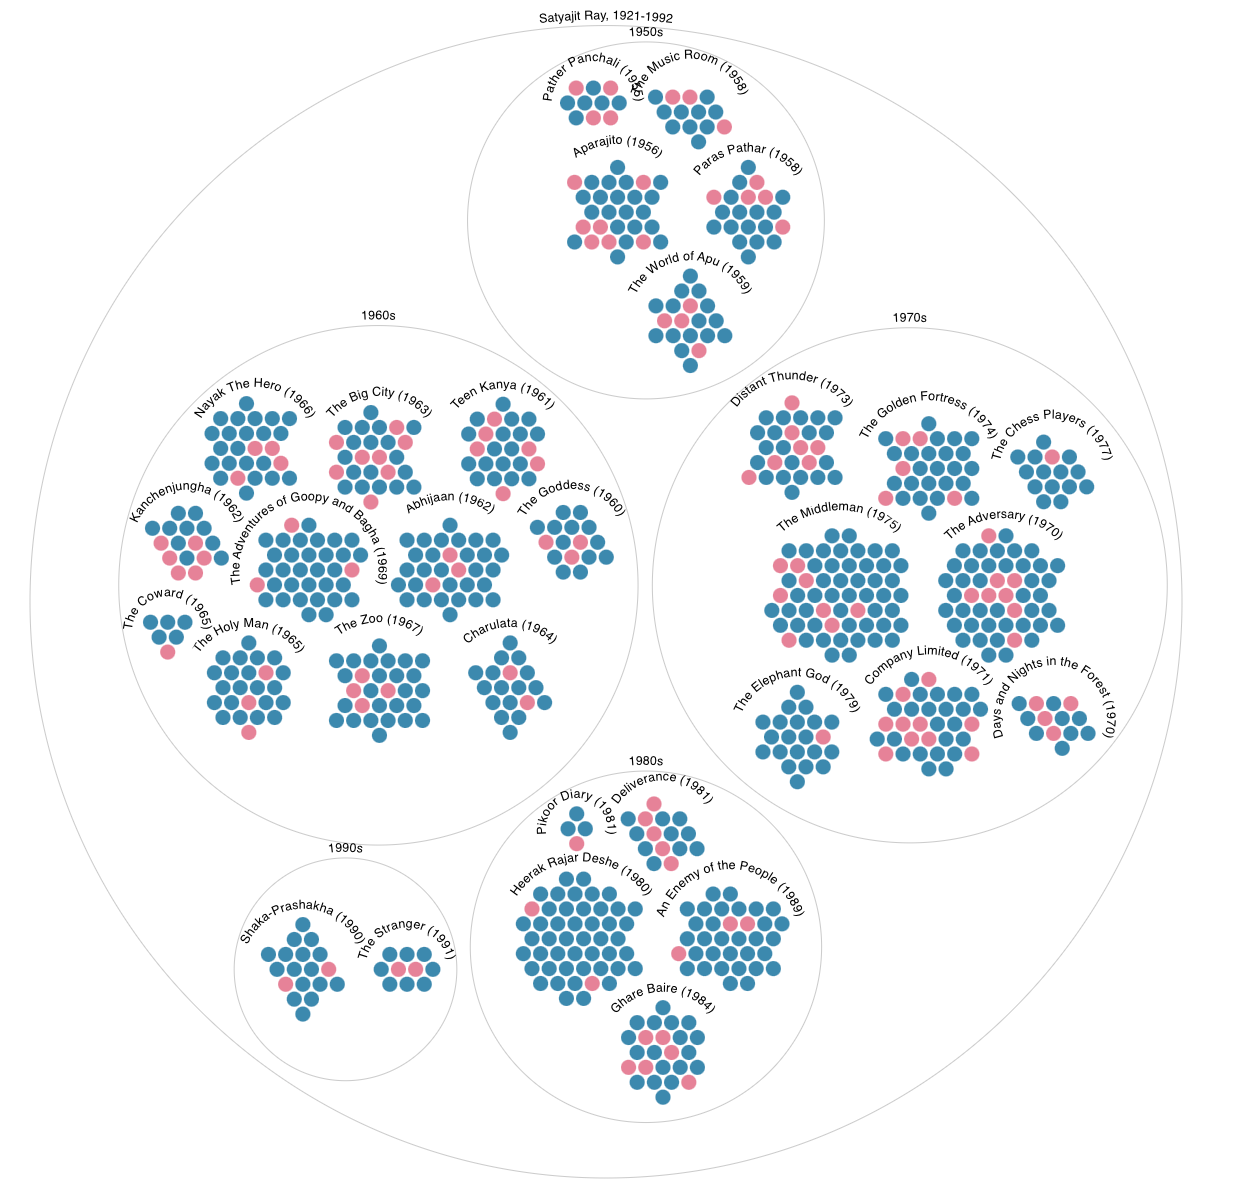 Satyajit Ray, 1921-1992
1950s
Pather Panchali (1955)
The Music Room (1958)
Aparajito (1956)
Paras Pathar (1958)
The World of Apu (1959)
1960s
Nayak The Hero (1966)
The Big City (1963)
Teen Kanya (1961)
Kanchenjungha (1962)
The Adventures of Goopy and Bagha (1969)
Abhijaan (1962)
The Goddess (1960)
The Coward (1965)
The Holy Man (1965)
The Zoo (1967)
Charulata (1964)
1970s
Distant Thunder (1973)
The Golden Fortress (1974)
The Chess Players (1977)
The Middleman (1975)
The Adversary (1970)
The Elephant God (1979)
Company Limited (1971)
Days and Nights in the Forest (1970)
1980s
Pikoor Diary (1981)
Deliverance (1981)
Heerak Rajar Deshe (1980)
An Enemy of the People (1989)
Ghare Baire (1984)
1990s
Shaka-Prashakha (1990)
The Stranger (1991)